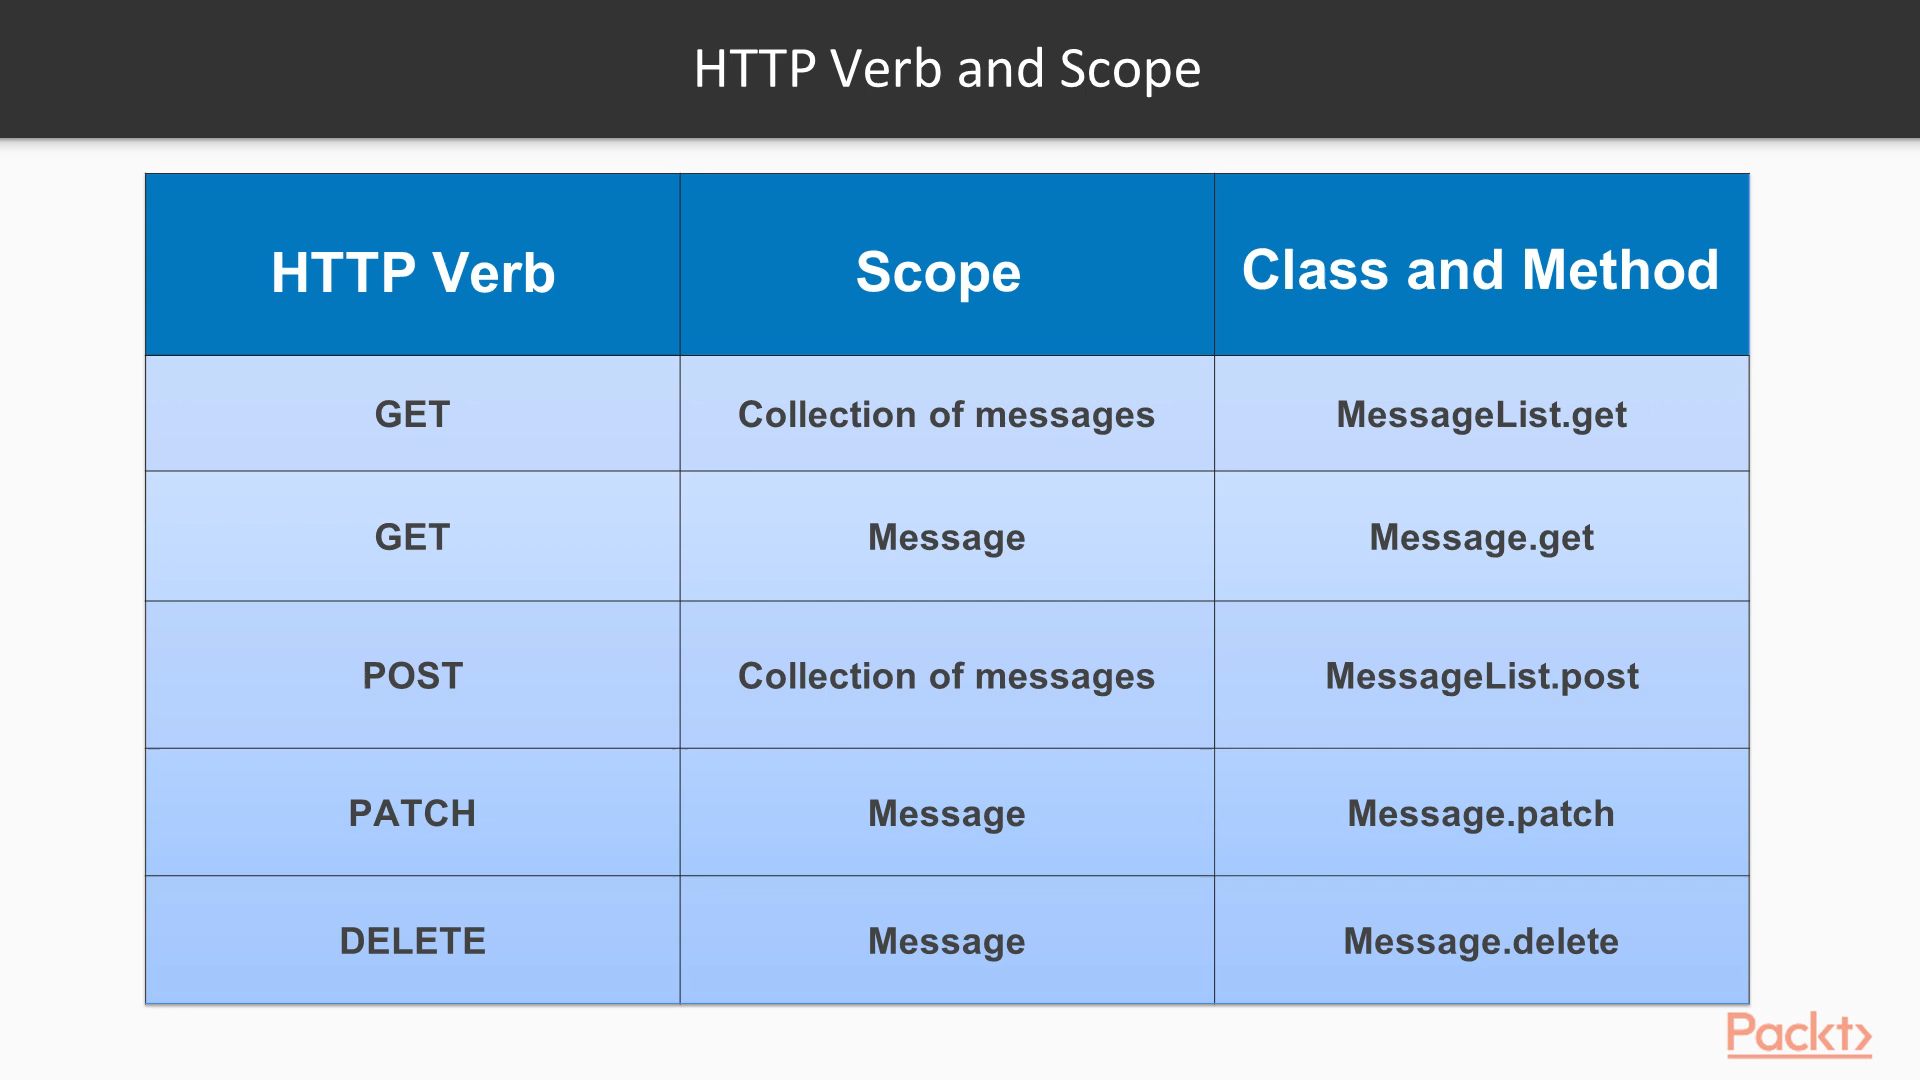 HTTP Verb and Scope
HTTP Verb Scope Class and Method
GET Collection of messages MessageList.get
GET Message Message.get
POST Collection of messages MessageList.post
PATCH Message Message.patch
DELETE Message Message.delete
Packt>